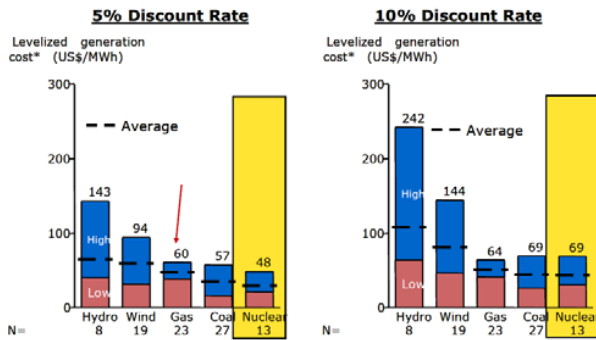 5% Discount Rate
Levelized generation
cost* (US$/MWh)
300
200
100
0
Average
143
94
60
57
48
High
Low
Hydro Wind Gas Coal Nuclear
N= 8 19 23 27 13
10% Discount Rate
Levelized generation
cost* (US$/MWh)
300
200
100
0
Average
242
144
64
69
69
High
Low
Hydro Wind Gas Coal Nuclear
N= 8 19 23 27 13